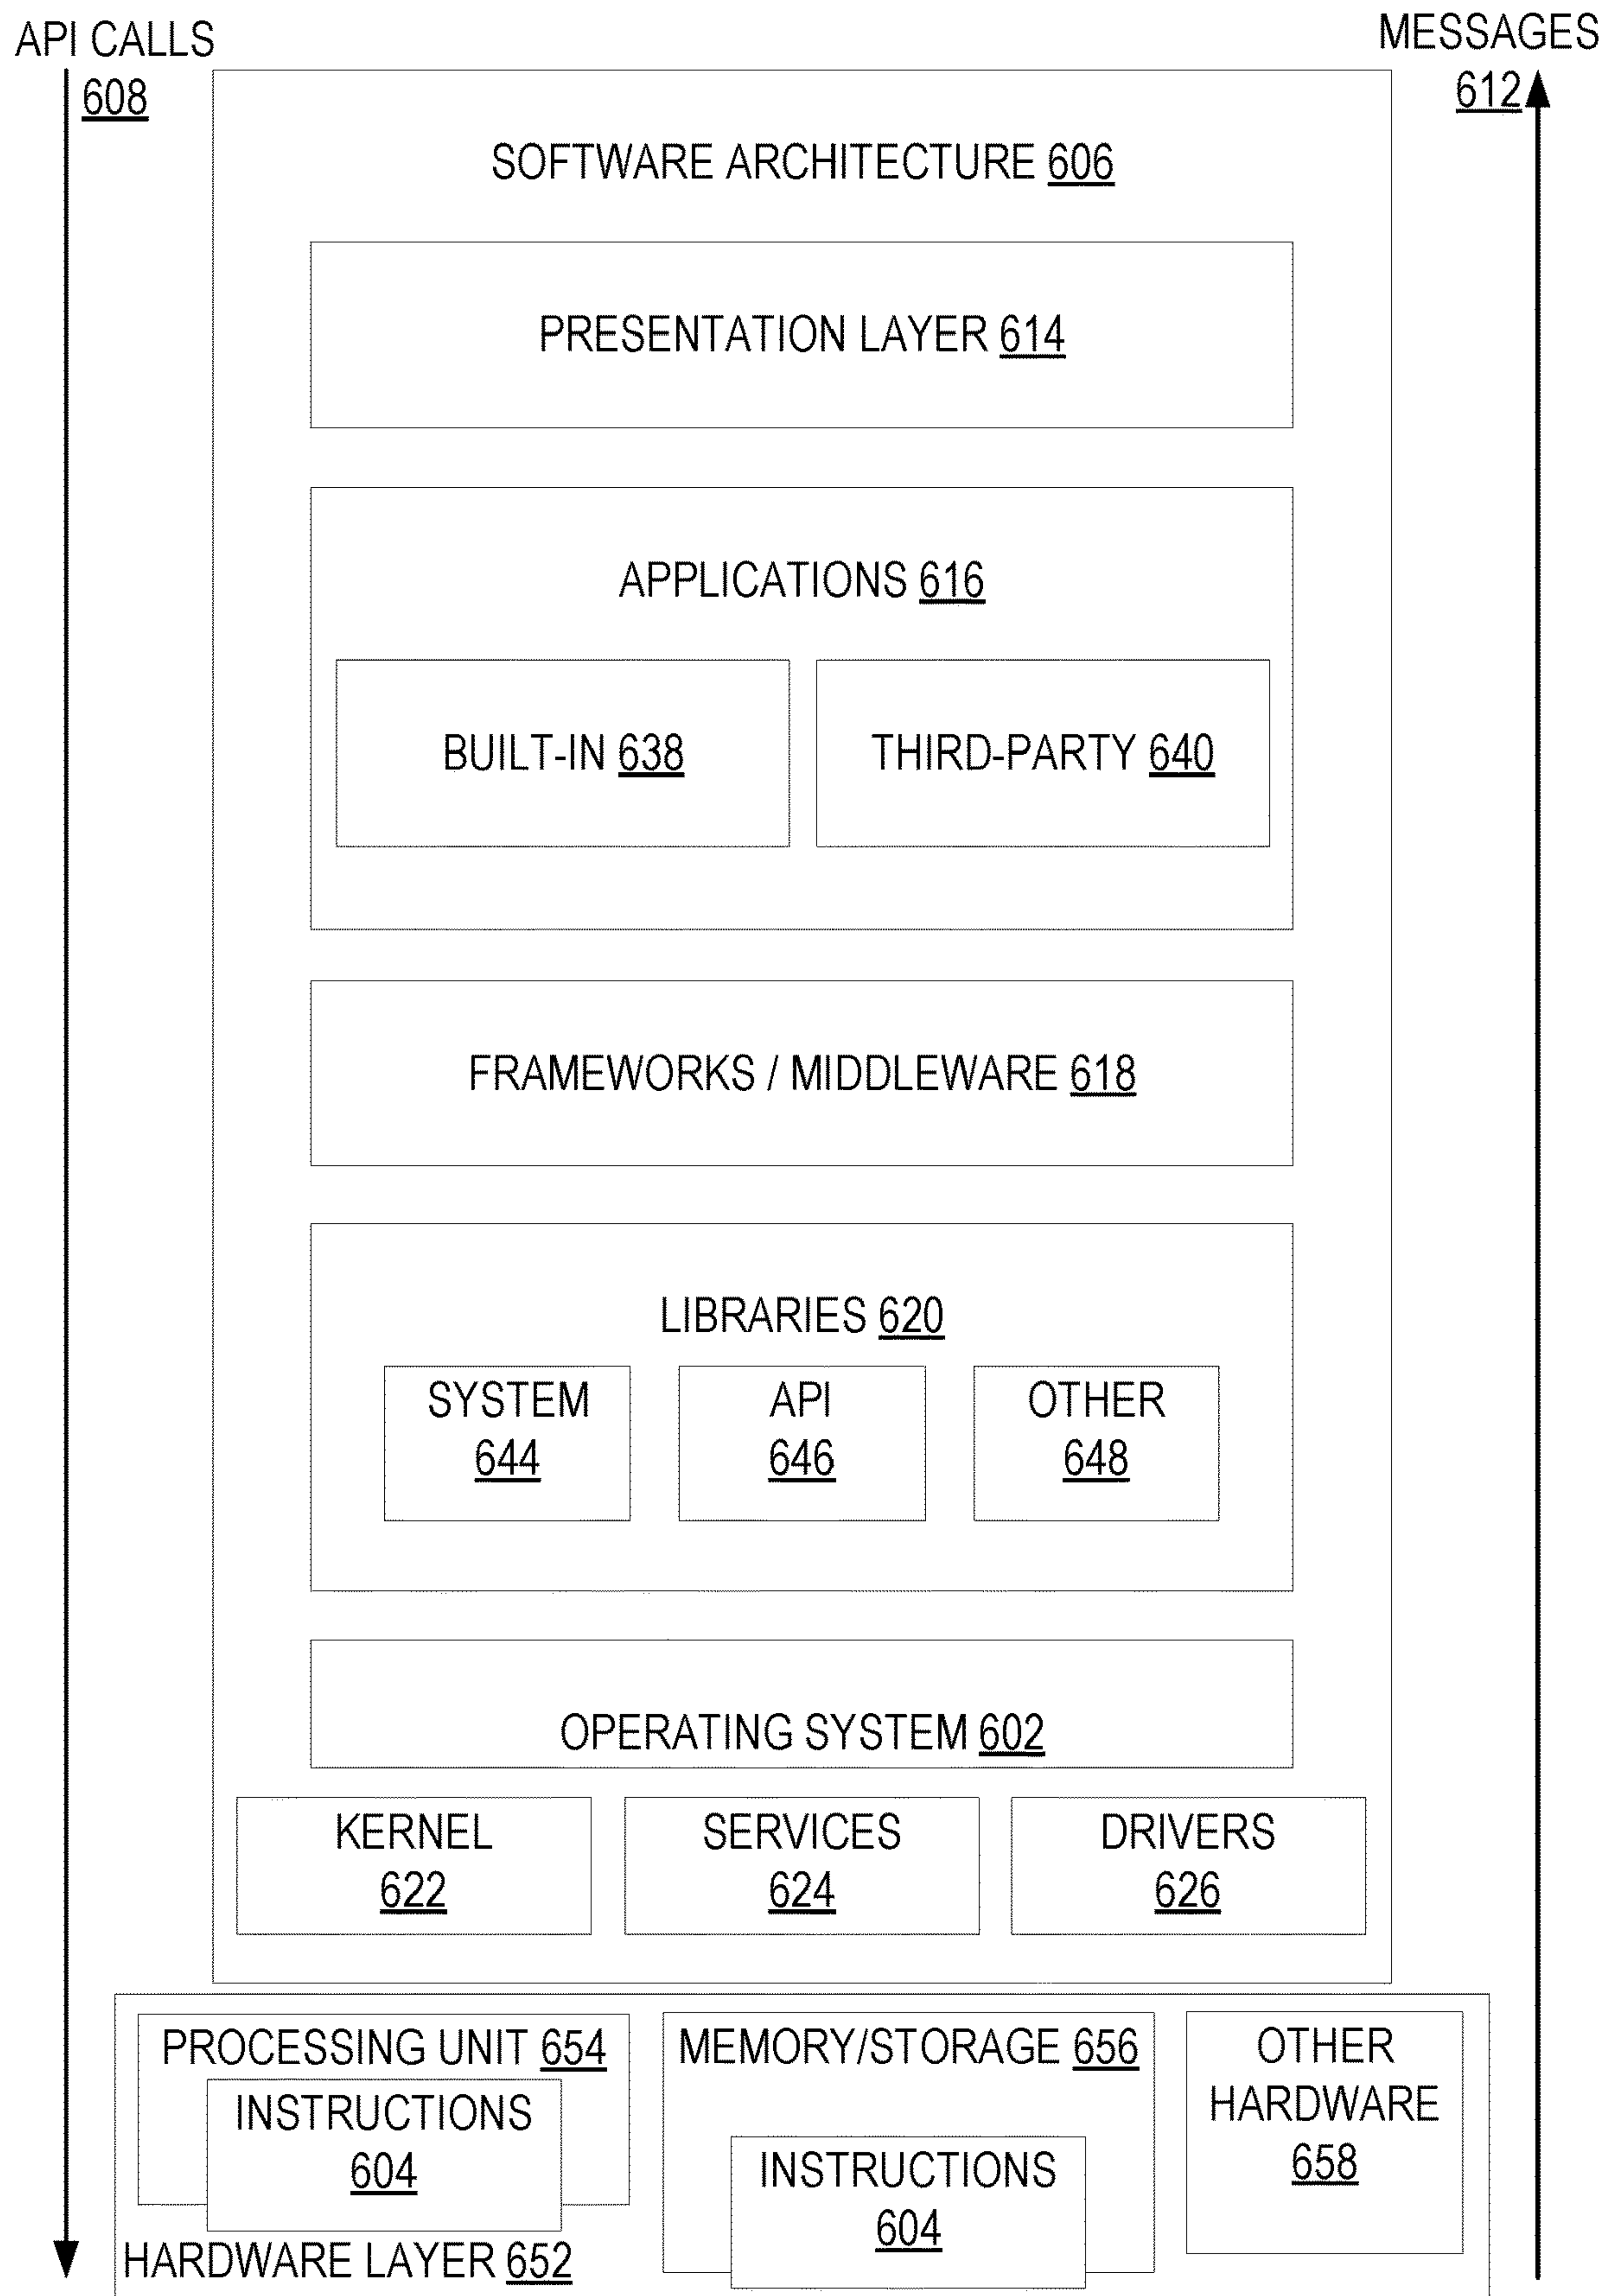 API CALLS
608
MESSAGES
612
SOFTWARE ARCHITECTURE 606
PRESENTATION LAYER 614
APPLICATIONS 616
BUILT-IN 638
THIRD-PARTY 640
FRAMEWORKS / MIDDLEWARE 618
LIBRARIES 620
SYSTEM
644
API
646
OTHER
648
OPERATING SYSTEM 602
KERNEL
622
SERVICES
624
DRIVERS
626
PROCESSING UNIT 654
INSTRUCTIONS
604
MEMORY/STORAGE 656
INSTRUCTIONS
604
OTHER
HARDWARE
658
HARDWARE LAYER 652